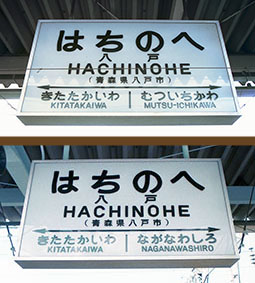 はちのへ
八戸
HACHINOHE
(青森県八戸市)
きたたかいわ むついちかわ
KITATAKAIWA MUTSU-ICHIKAWA
はちのへ
八戸
HACHINOHE
(青森県八戸市)
きたたかいわ ながなわしろ
KITATAKAIWA NAGANAWASHIRO